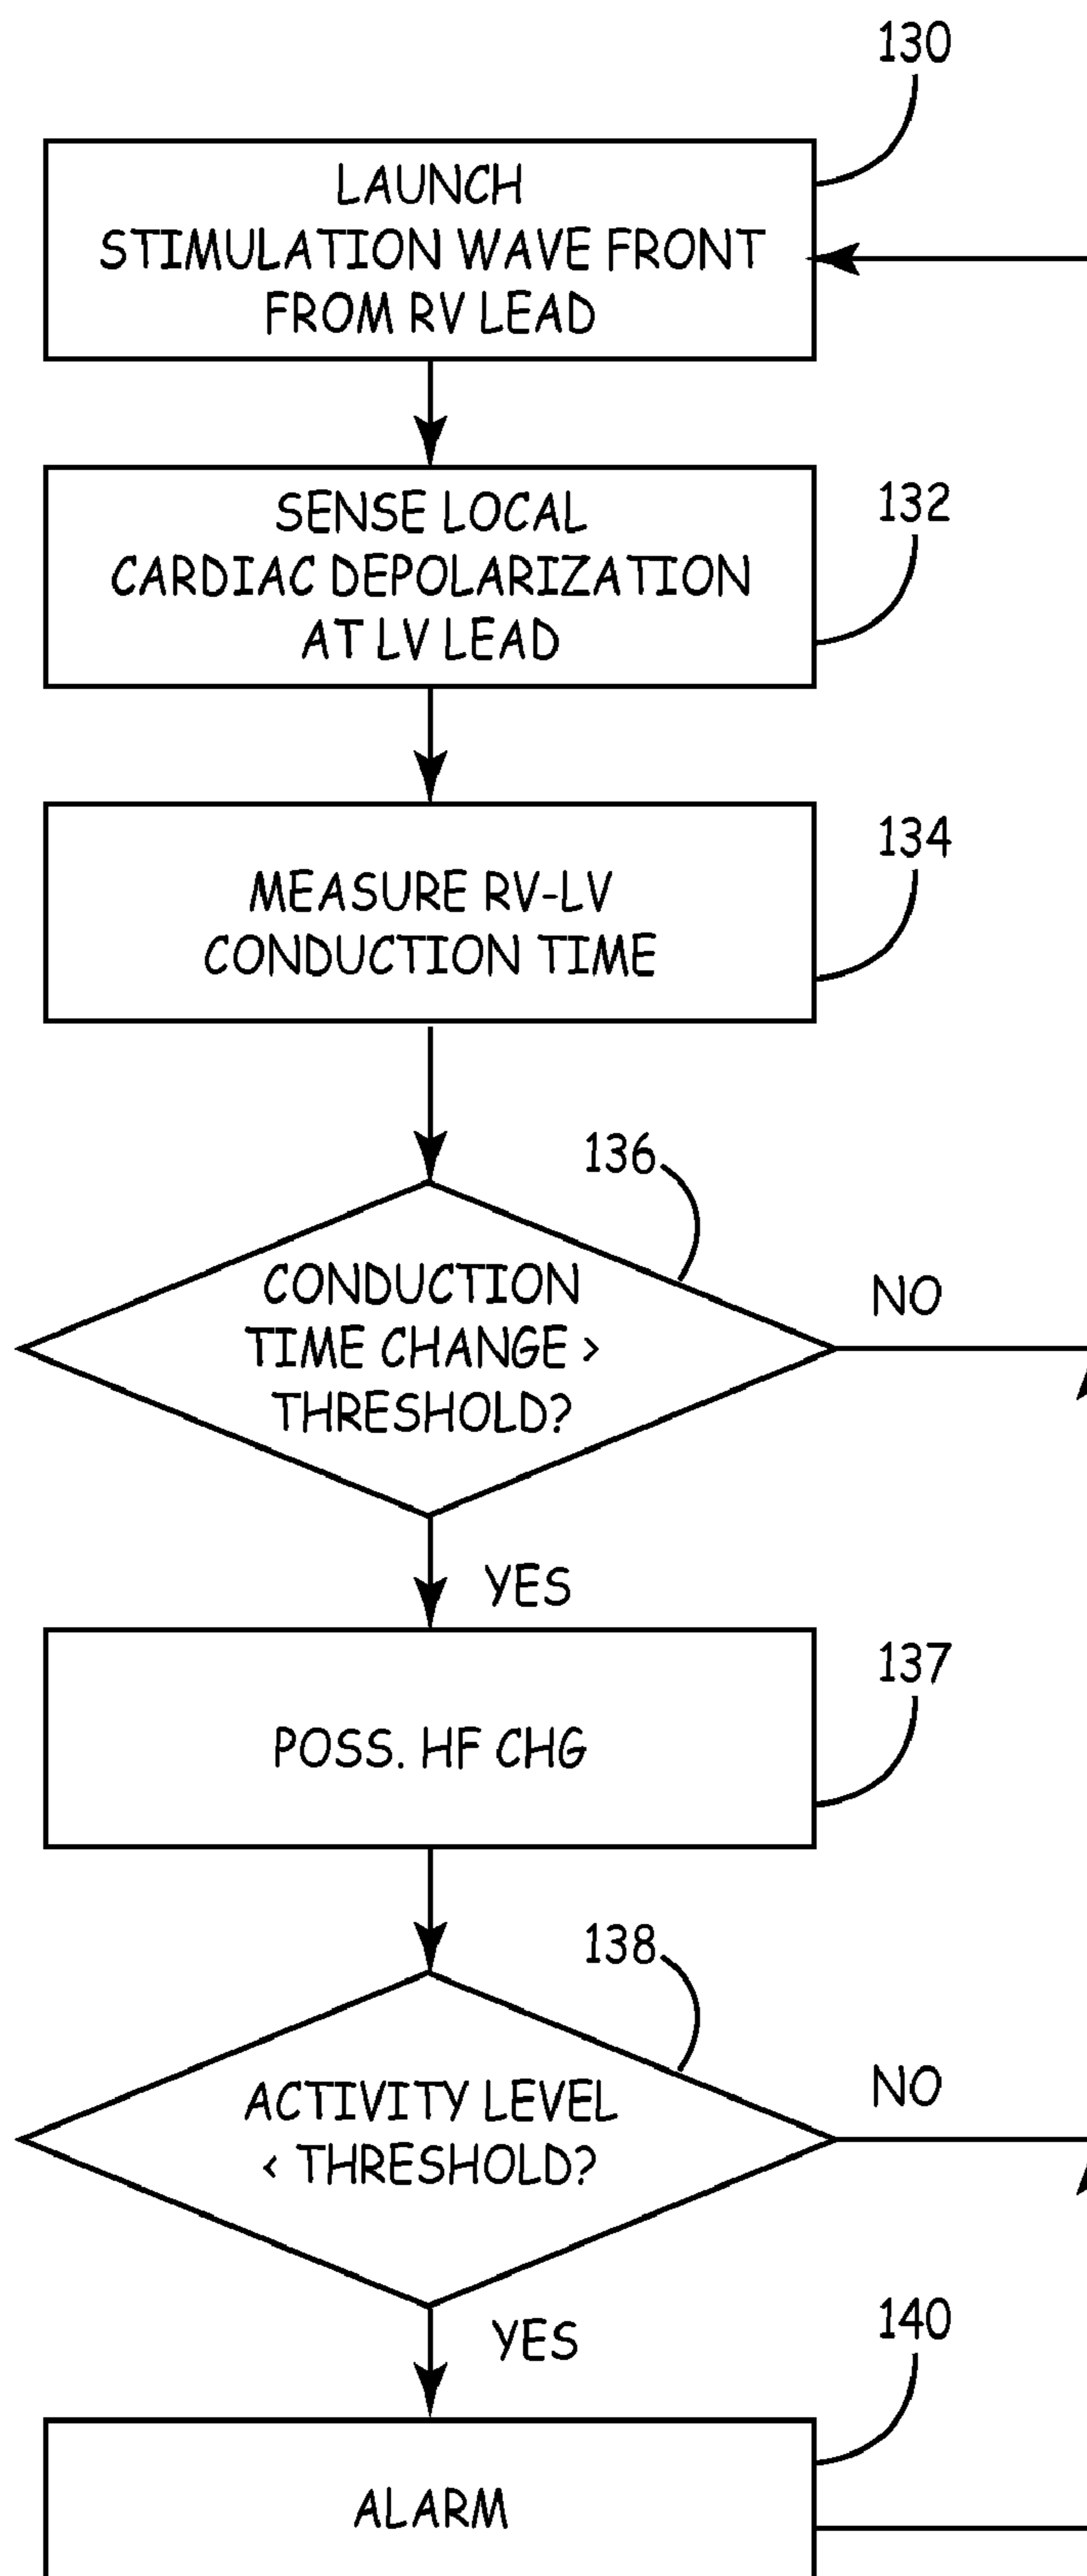 130
LAUNCH
STIMULATION WAVE FRONT
FROM RV LEAD
SENSE LOCAL
CARDIAC DEPOLARIZATION
AT LV LEAD
132
MEASURE RV-LV
CONDUCTION TIME
134
136
CONDUCTION
TIME CHANGE >
THRESHOLD?
NO
YES
POSS. HF CHG
137
138
ACTIVITY LEVEL
< THRESHOLD?
NO
YES
140
ALARM